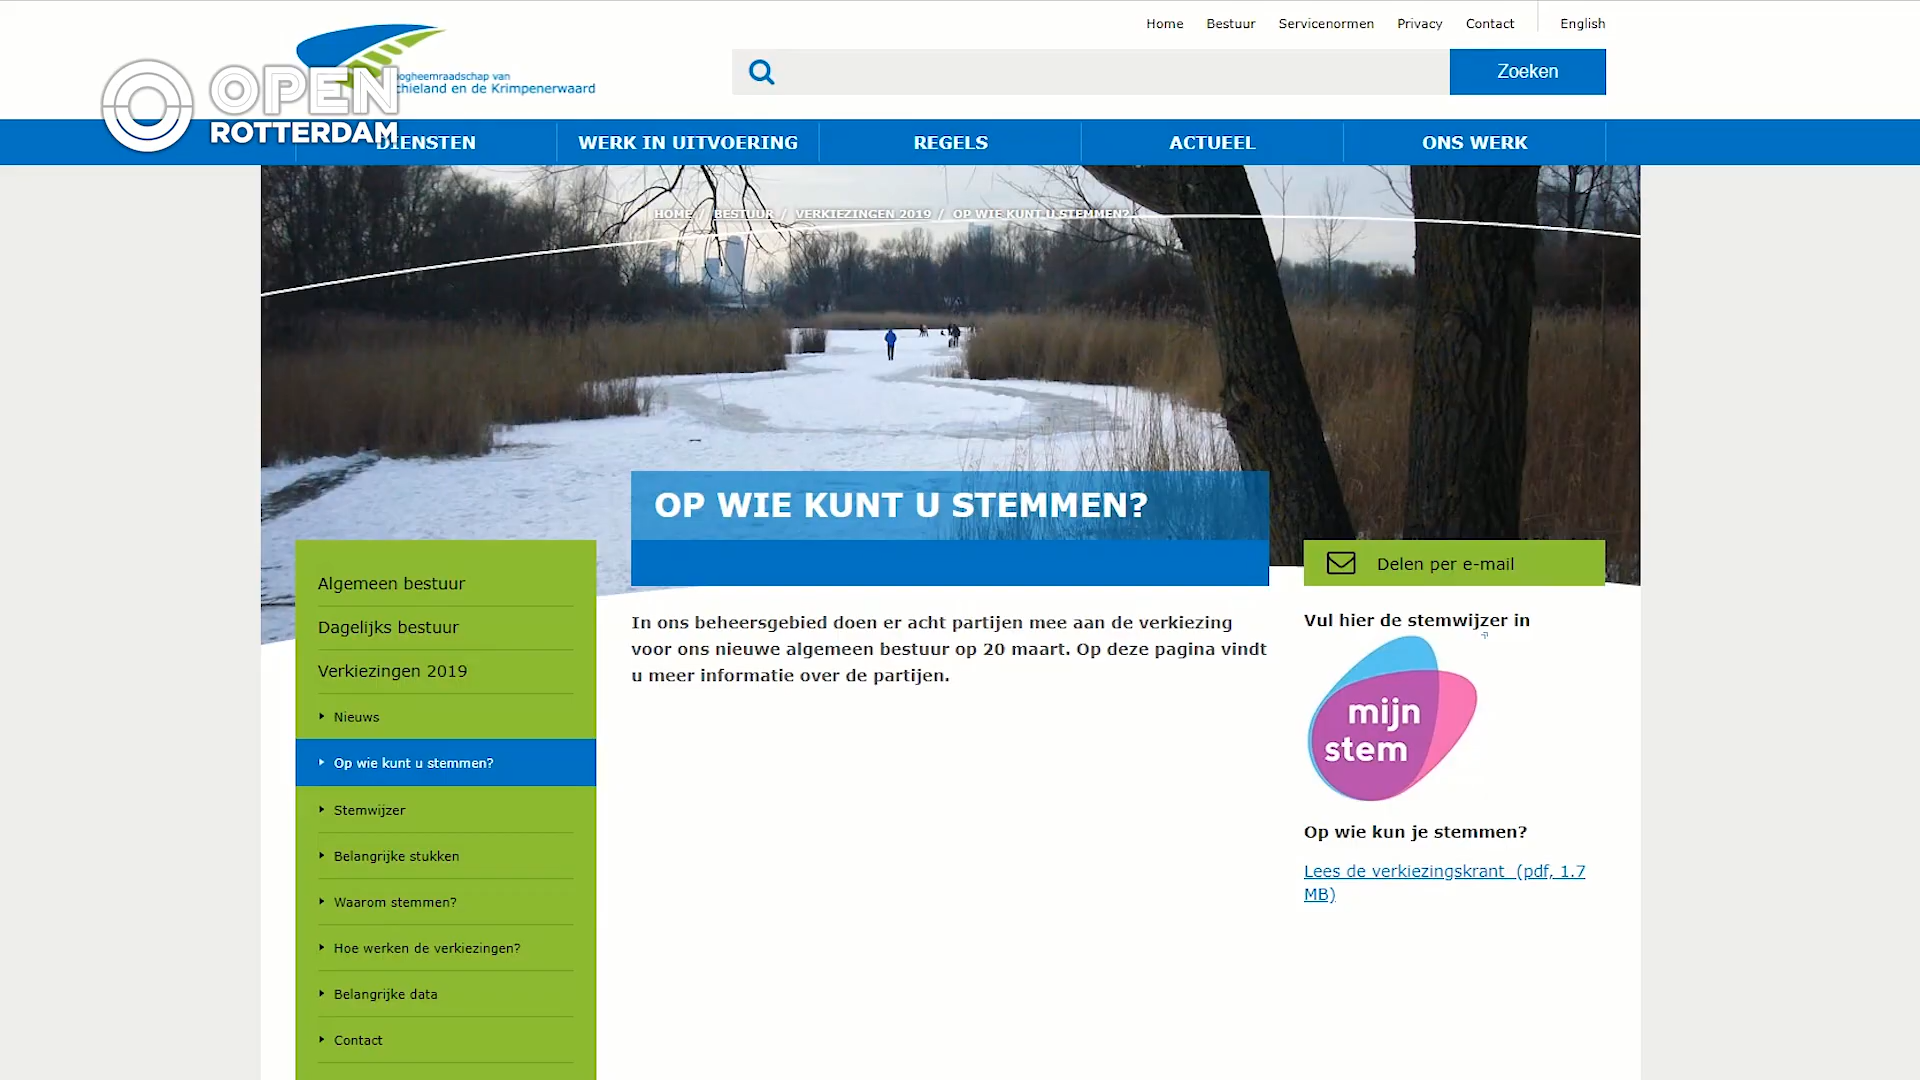 Home Bestuur Servicenormen Privacy Contact English
Zoeken
OPEN
ROTTERDAM
en de Krimpenerwaard
DIENSTEN WERK IN UITVOERING REGELS ACTUEEL ONS WERK
HOME / BESTUUR / VERKIEZINGEN 2019 / OP WIE KUNT U STEMMEN?
OP WIE KUNT U STEMMEN?
Algemeen bestuur
Dagelijks bestuur
Verkiezingen 2019
Nieuws
Op wie kunt u stemmen?
Stemwijzer
Belangrijke stukken
Waarom stemmen?
Hoe werken de verkiezingen?
Belangrijke data
Contact
In ons beheersgebied doen er acht partijen mee aan de verkiezing
voor ons nieuwe algemeen bestuur op 20 maart. Op deze pagina vindt
u meer informatie over de partijen.
Delen per e-mail
Vul hier de stemwijzer in
mijn
stem
Op wie kun je stemmen?
Lees de verkiezingskrant (pdf, 1.7
MB)